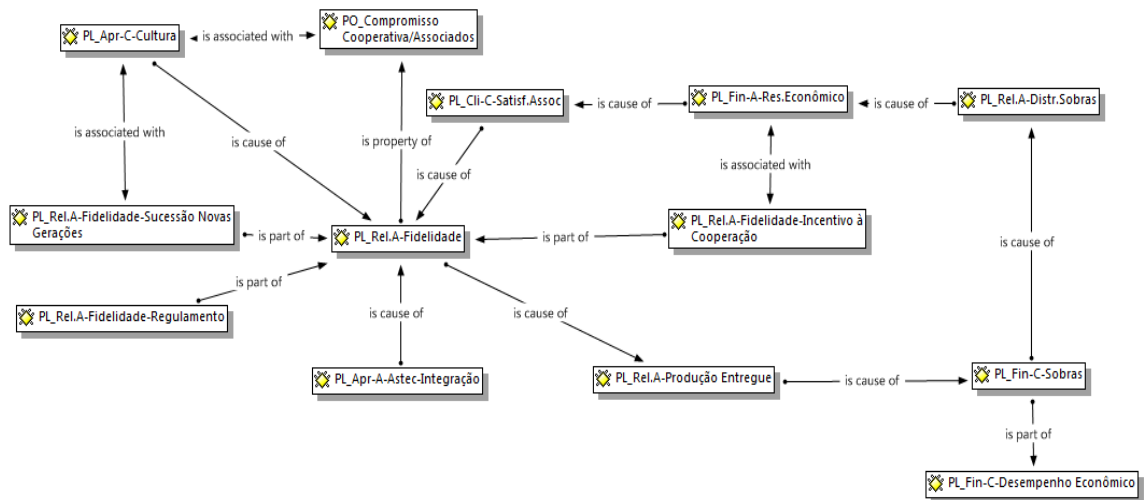 PL_Apr-C-Cultura
is associated with
PO_Compromisso
Cooperativa/Associados
PL_Cli-C-Satisf.Assoc
is cause of
PL_Fin-A-Res.Econômico
is cause of
PL_Rel.A-Distr.Sobras
is associated with
is cause of
is property of
is cause of
is associated with
PL_Rel.A-Fidelidade-Sucessão Novas
Gerações
is part of
PL_Rel.A-Fidelidade
is part of
PL_Rel.A-Fidelidade-Incentivo à
Cooperação
is cause of
is part of
PL_Rel.A-Fidelidade-Regulamento
is cause of
is cause of
PL_Apr-A-Astec-Integração
PL_Rel.A-Produção Entregue
is cause of
PL_Fin-C-Sobras
is part of
PL_Fin-C-Desempenho Econômico